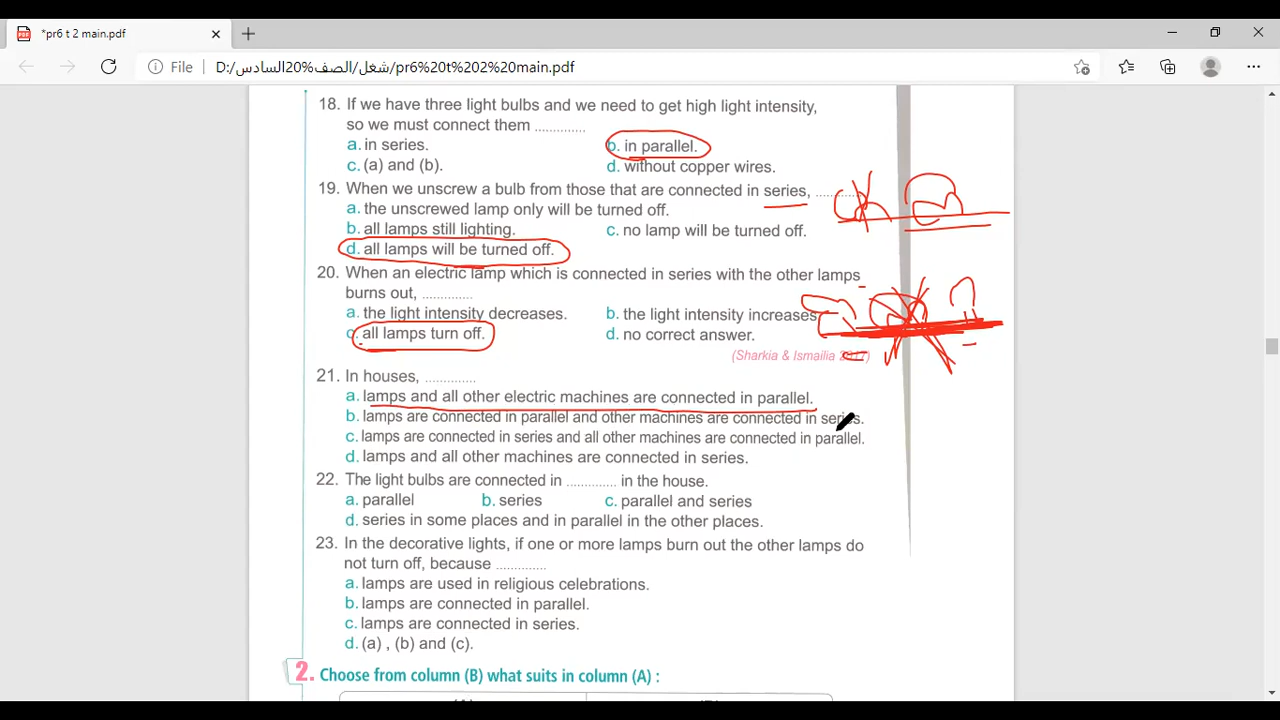 *pr6 t 2 main.pdf
File D:/شغل/الصف%20السادس/pr6%20t%202%20main.pdf
18. If we have three light bulbs and we need to get high light intensity,
so we must connect them .............
a. in series.
b. in parallel.
c. (a) and (b).
d. without copper wires.
19. When we unscrew a bulb from those that are connected in series, ............
a. the unscrewed lamp only will be turned off.
b. all lamps still lighting.
c. no lamp will be turned off.
d. all lamps will be turned off.
20. When an electric lamp which is connected in series with the other lamps
burns out, .............
a. the light intensity decreases.
b. the light intensity increases
c. all lamps turn off.
d. no correct answer.
(Sharkia & Ismailia 2017)
21. In houses, .............
a. lamps and all other electric machines are connected in parallel.
b. lamps are connected in parallel and other machines are connected in series.
c. lamps are connected in series and all other machines are connected in parallel.
d. lamps and all other machines are connected in series.
22. The light bulbs are connected in ............. in the house.
a. parallel
b. series
c. parallel and series
d. series in some places and in parallel in the other places.
23. In the decorative lights, if one or more lamps burn out the other lamps do
not turn off, because .............
a. lamps are used in religious celebrations.
b. lamps are connected in parallel.
c. lamps are connected in series.
d. (a) , (b) and (c).
2. Choose from column (B) what suits in column (A) :